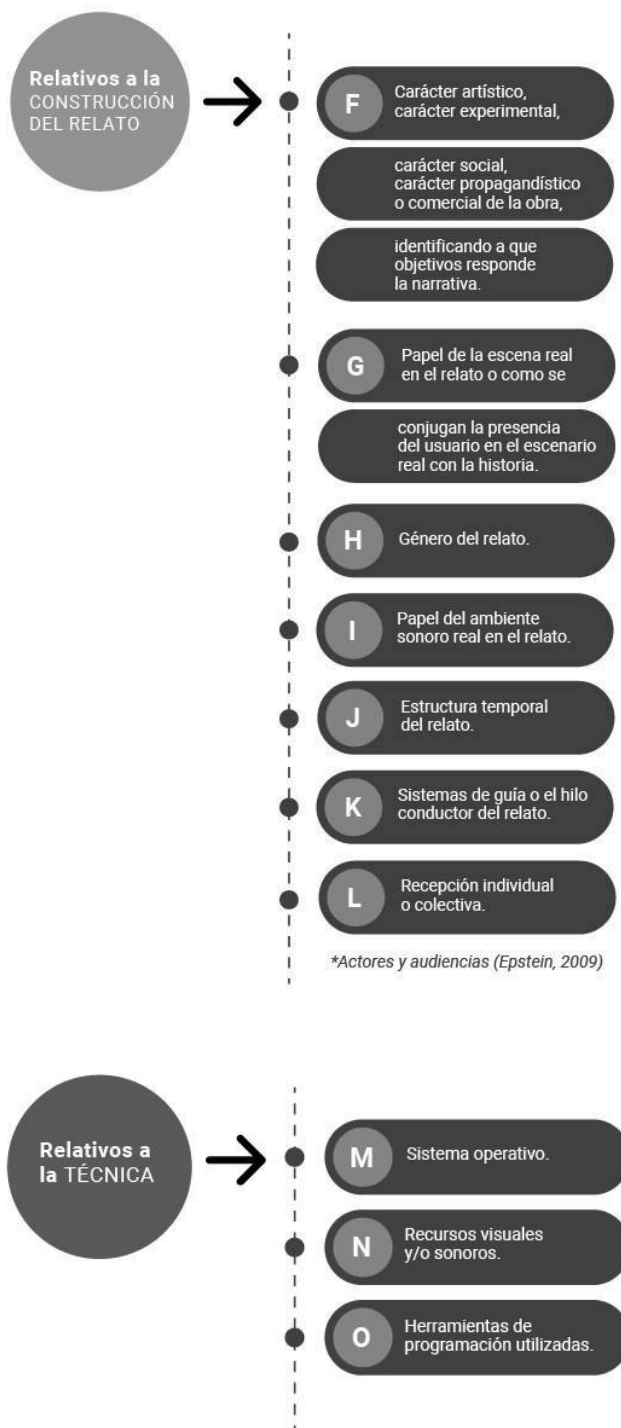 Relativos a la
CONSTRUCCIÓN
DEL RELATO
F
Carácter artístico,
carácter experimental,
carácter social,
carácter propagandístico
o comercial de la obra,
identificando a que
objetivos responde
la narrativa.
G
Papel de la escena real
en el relato o como se
conjugan la presencia
del usuario en el escenario
real con la historia.
H
Género del relato.
I
Papel del ambiente
sonoro real en el relato.
J
Estructura temporal
del relato.
K
Sistemas de guía o el hilo
conductor del relato.
L
Recepción individual
o colectiva.
*Actores y audiencias (Epstein, 2009)
Relativos a
la TÉCNICA
M
Sistema operativo.
N
Recursos visuales
y/o sonoros.
O
Herramientas de
programación utilizadas.